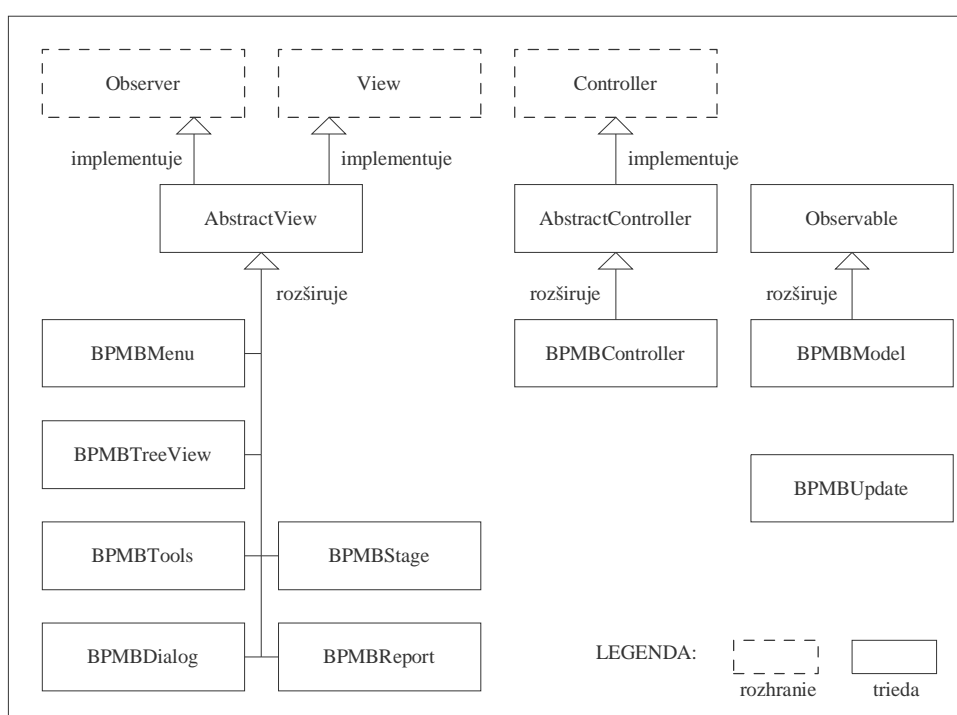 Observer
View
Controller
implementuje
implementuje
implementuje
AbstractView
AbstractController
Observable
rozširuje
rozširuje
rozširuje
BPMBMenu
BPMBController
BPMBModel
BPMBTreeView
BPMBUpdate
BPMBTools
BPMBStage
BPMBDialog
BPMBReport
LEGENDA:
rozhranie
trieda